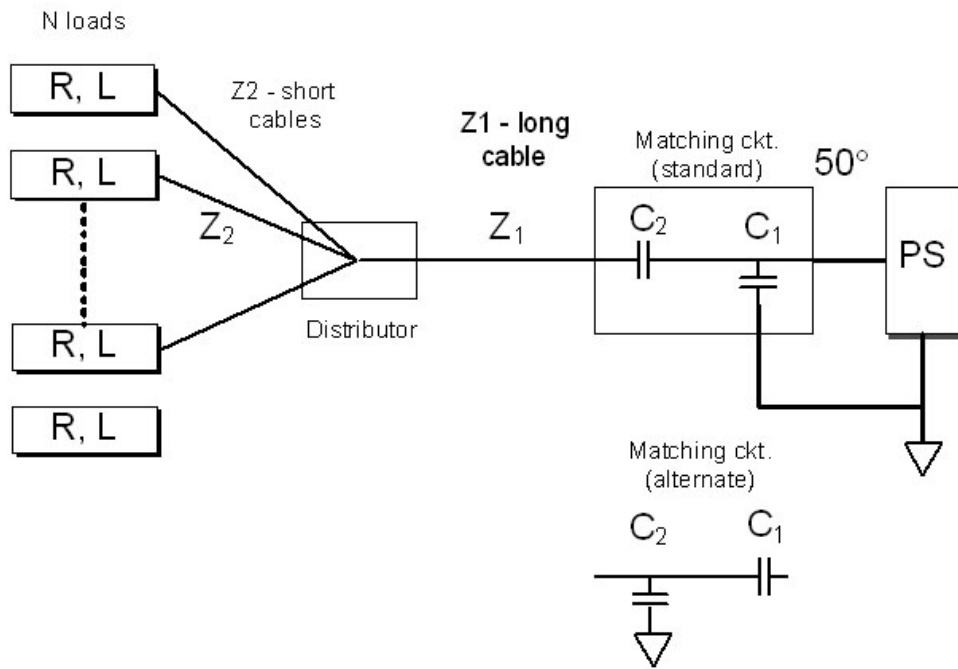 N loads
R, L
Z2 - short
cables
Z1 - long
cable
Matching ckt.
(standard)
50°
R, L
Z₂
Z₁
C₂
C₁
PS
R, L
Distributor
R, L
Matching ckt.
(alternate)
C₂
C₁